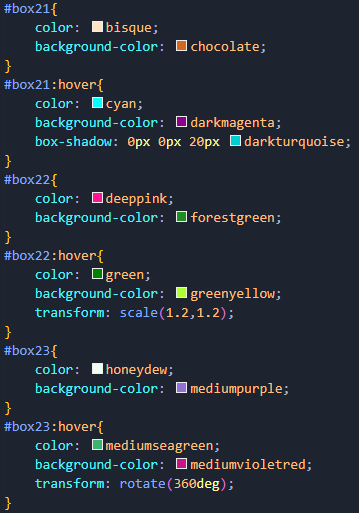 #box21{
    color: bisque;
    background-color: chocolate;
}
#box21:hover{
    color: cyan;
    background-color: darkmagenta;
    box-shadow: 0px 0px 20px darkturquoise;
}
#box22{
    color: deeppink;
    background-color: forestgreen;
}
#box22:hover{
    color: green;
    background-color: greenyellow;
    transform: scale(1.2,1.2);
}
#box23{
    color: honeydew;
    background-color: mediumpurple;
}
#box23:hover{
    color: mediumseagreen;
    background-color: mediumvioletred;
    transform: rotate(360deg);
}